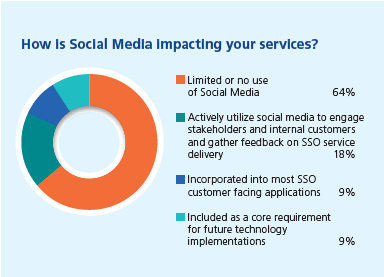 How is Social Media impacting your services?
Limited or no use
of Social Media 64%
Actively utilize social media to engage
stakeholders and internal customers
and gather feedback on SSO service
delivery 18%
Incorporated into most SSO
customer facing applications 9%
Included as a core requirement
for future technology
implementations 9%